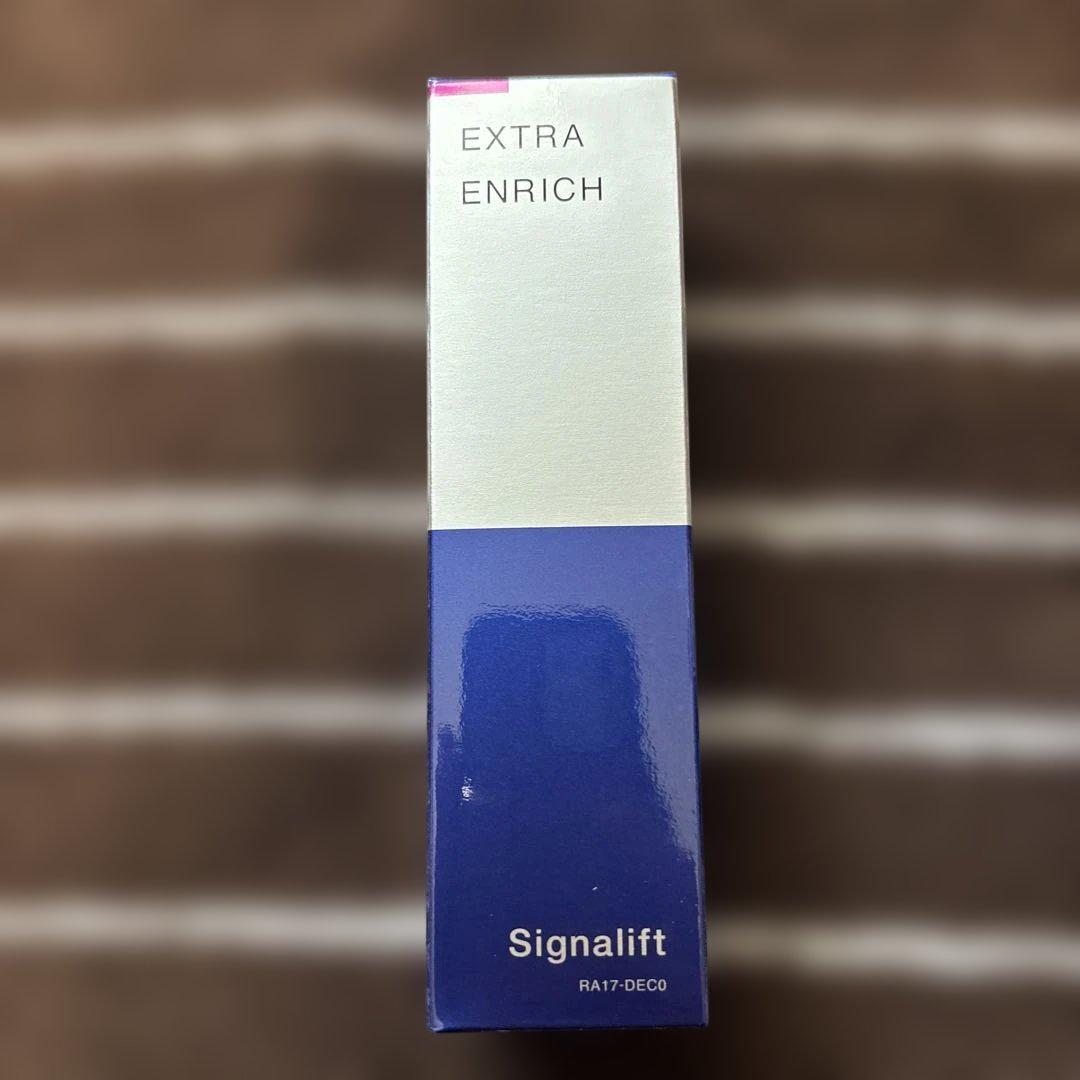 EXTRA
ENRICH
Signalift
RA17-DEC0